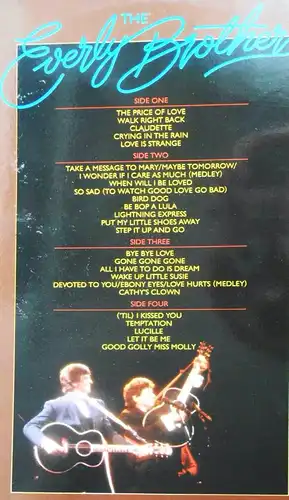 THE
Everly Brother
SIDE ONE
THE PRICE OF LOVE
WALK RIGHT BACK
CLAUDETTE
CRYING IN THE RAIN
LOVE IS STRANGE
SIDE TWO
TAKE A MESSAGE TO MARY/MAYBE TOMORROW/
I WONDER IF I CARE AS MUCH (MEDLEY)
WHEN WILL I BE LOVED
SO SAD (TO WATCH GOOD LOVE GO BAD)
BIRD DOG
BE BOP A LULA
LIGHTNING EXPRESS
PUT MY LITTLE SHOES AWAY
STEP IT UP AND GO
SIDE THREE
BYE BYE LOVE
GONE GONE GONE
ALL I HAVE TO DO IS DREAM
WAKE UP LITTLE SUSIE
DEVOTED TO YOU/EBONY EYES/LOVE HURTS (MEDLEY)
CATHY'S CLOWN
SIDE FOUR
('TIL) I KISSED YOU
TEMPTATION
LUCILLE
LET IT BE ME
GOOD GOLLY MISS MOLLY